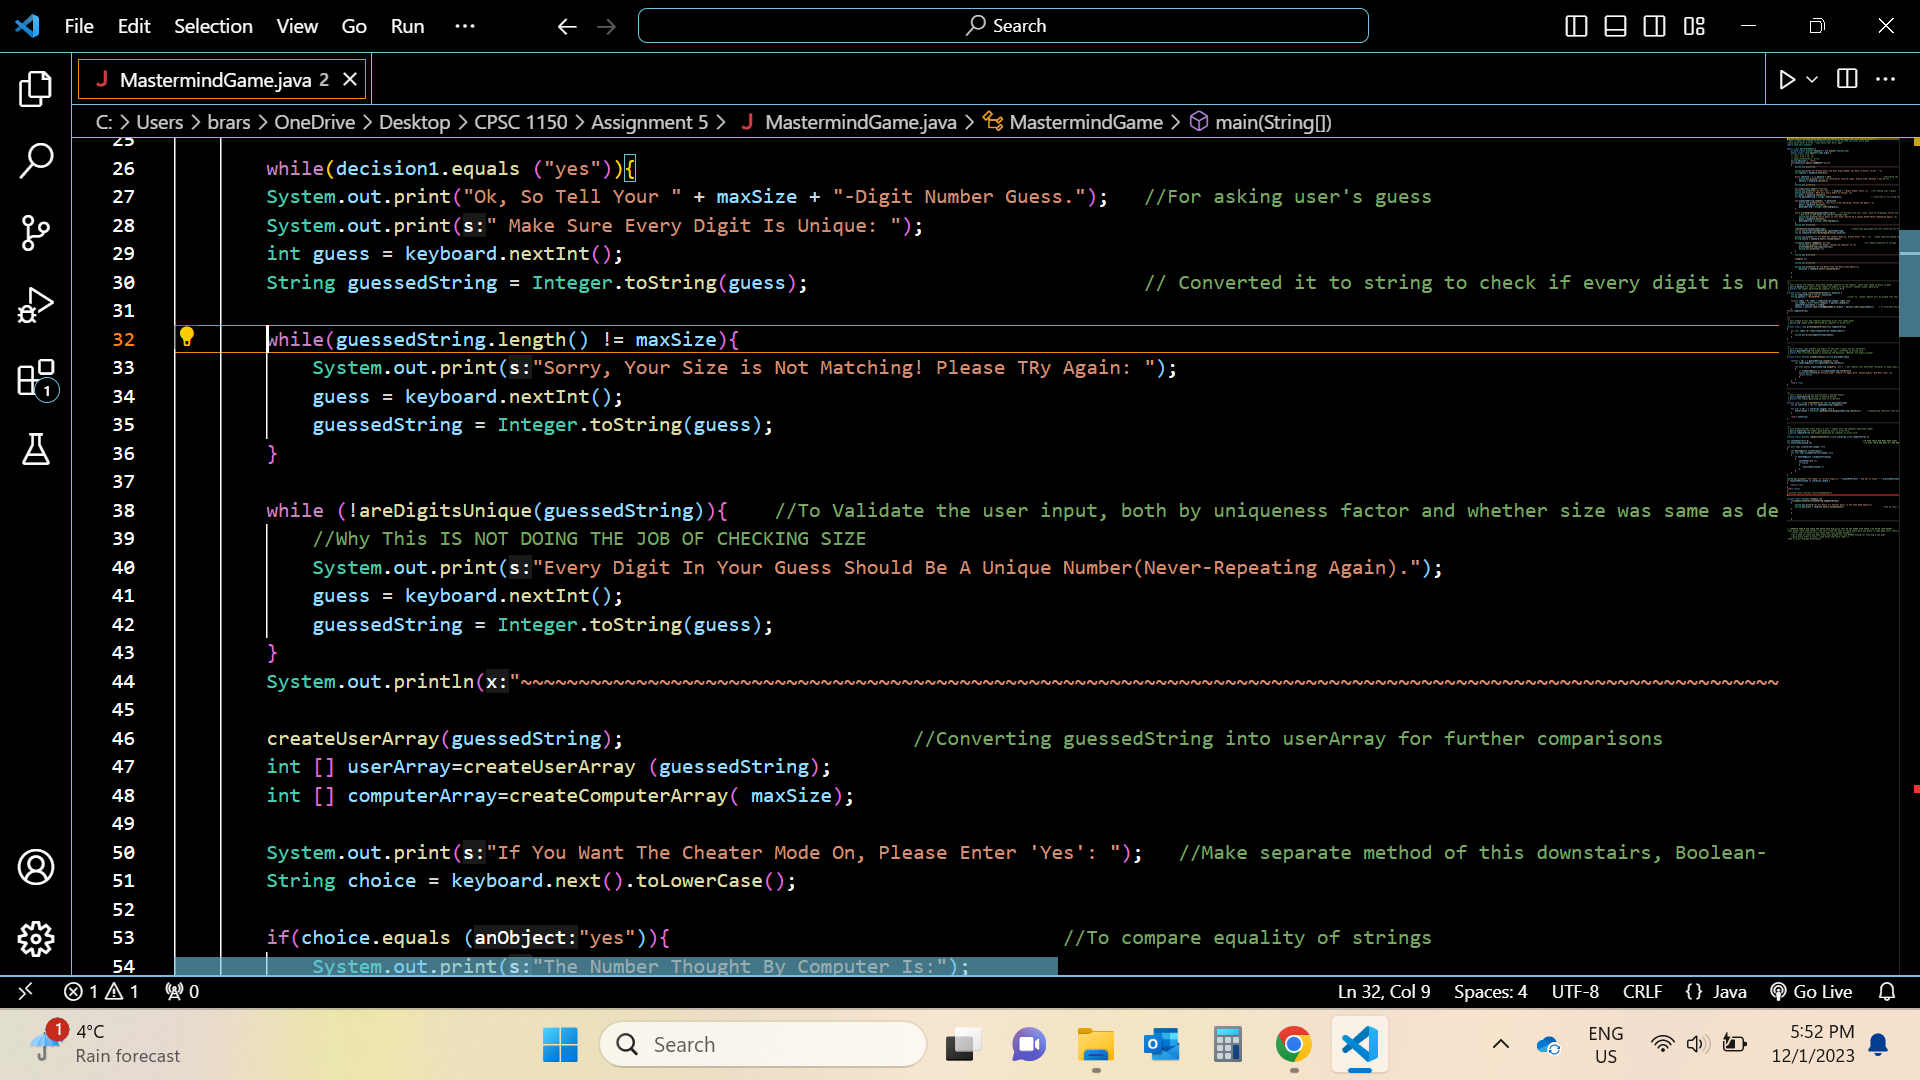 File Edit Selection View Go Run ··· Search
J MastermindGame.java 2
C: > Users > brars > OneDrive > Desktop > CPSC 1150 > Assignment 5 > J MastermindGame.java > MastermindGame > main(String[])
25
26 while(decision1.equals ("yes")){
27 System.out.print("Ok, So Tell Your " + maxSize + "-Digit Number Guess."); //For asking user's guess
28 System.out.print(s:" Make Sure Every Digit Is Unique: ");
29 int guess = keyboard.nextInt();
30 String guessedString = Integer.toString(guess); // Converted it to string to check if every digit is un
31
32 while(guessedString.length() != maxSize){
33 System.out.print(s:"Sorry, Your Size is Not Matching! Please TRy Again: ");
34 guess = keyboard.nextInt();
35 guessedString = Integer.toString(guess);
36 }
37
38 while (!areDigitsUnique(guessedString)){ //To Validate the user input, both by uniqueness factor and whether size was same as de
39 //Why This IS NOT DOING THE JOB OF CHECKING SIZE
40 System.out.print(s:"Every Digit In Your Guess Should Be A Unique Number(Never-Repeating Again).");
41 guess = keyboard.nextInt();
42 guessedString = Integer.toString(guess);
43 }
44 System.out.println(x:"~~~~~~~~~~~~~~~~~~~~~~~~~~~~~~~~~~~~~~~~~~~~~~~~~~~~~~~~~~~~~~~~~~~~~~~~~~~~~~~~~~~~~~~~~~~~~~~~~~~~~~~~~~~~~
45
46 createUserArray(guessedString); //Converting guessedString into userArray for further comparisons
47 int [] userArray=createUserArray (guessedString);
48 int [] computerArray=createComputerArray( maxSize);
49
50 System.out.print(s:"If You Want The Cheater Mode On, Please Enter 'Yes': "); //Make separate method of this downstairs, Boolean-
51 String choice = keyboard.next().toLowerCase();
52
53 if(choice.equals (anObject:"yes")){ //To compare equality of strings
54 System.out.print(s:"The Number Thought By Computer Is:");
1
1 1 0 Ln 32, Col 9 Spaces: 4 UTF-8 CRLF {} Java Go Live
1 4°C
Rain forecast
Search
ENG
US
5:52 PM
12/1/2023